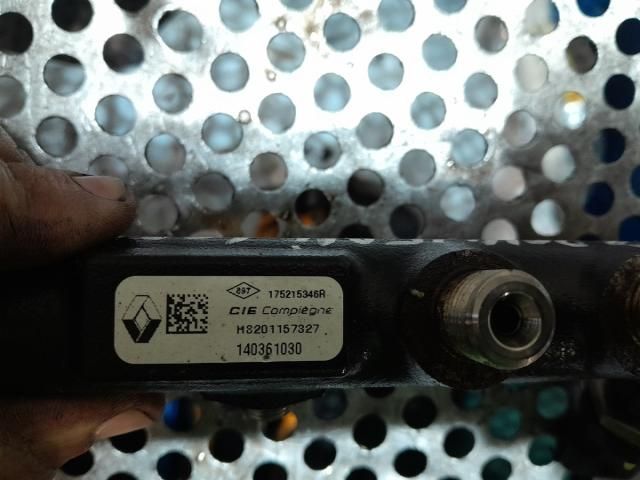 897 175215346R
CIE Compiègne
H8201157327
140361030